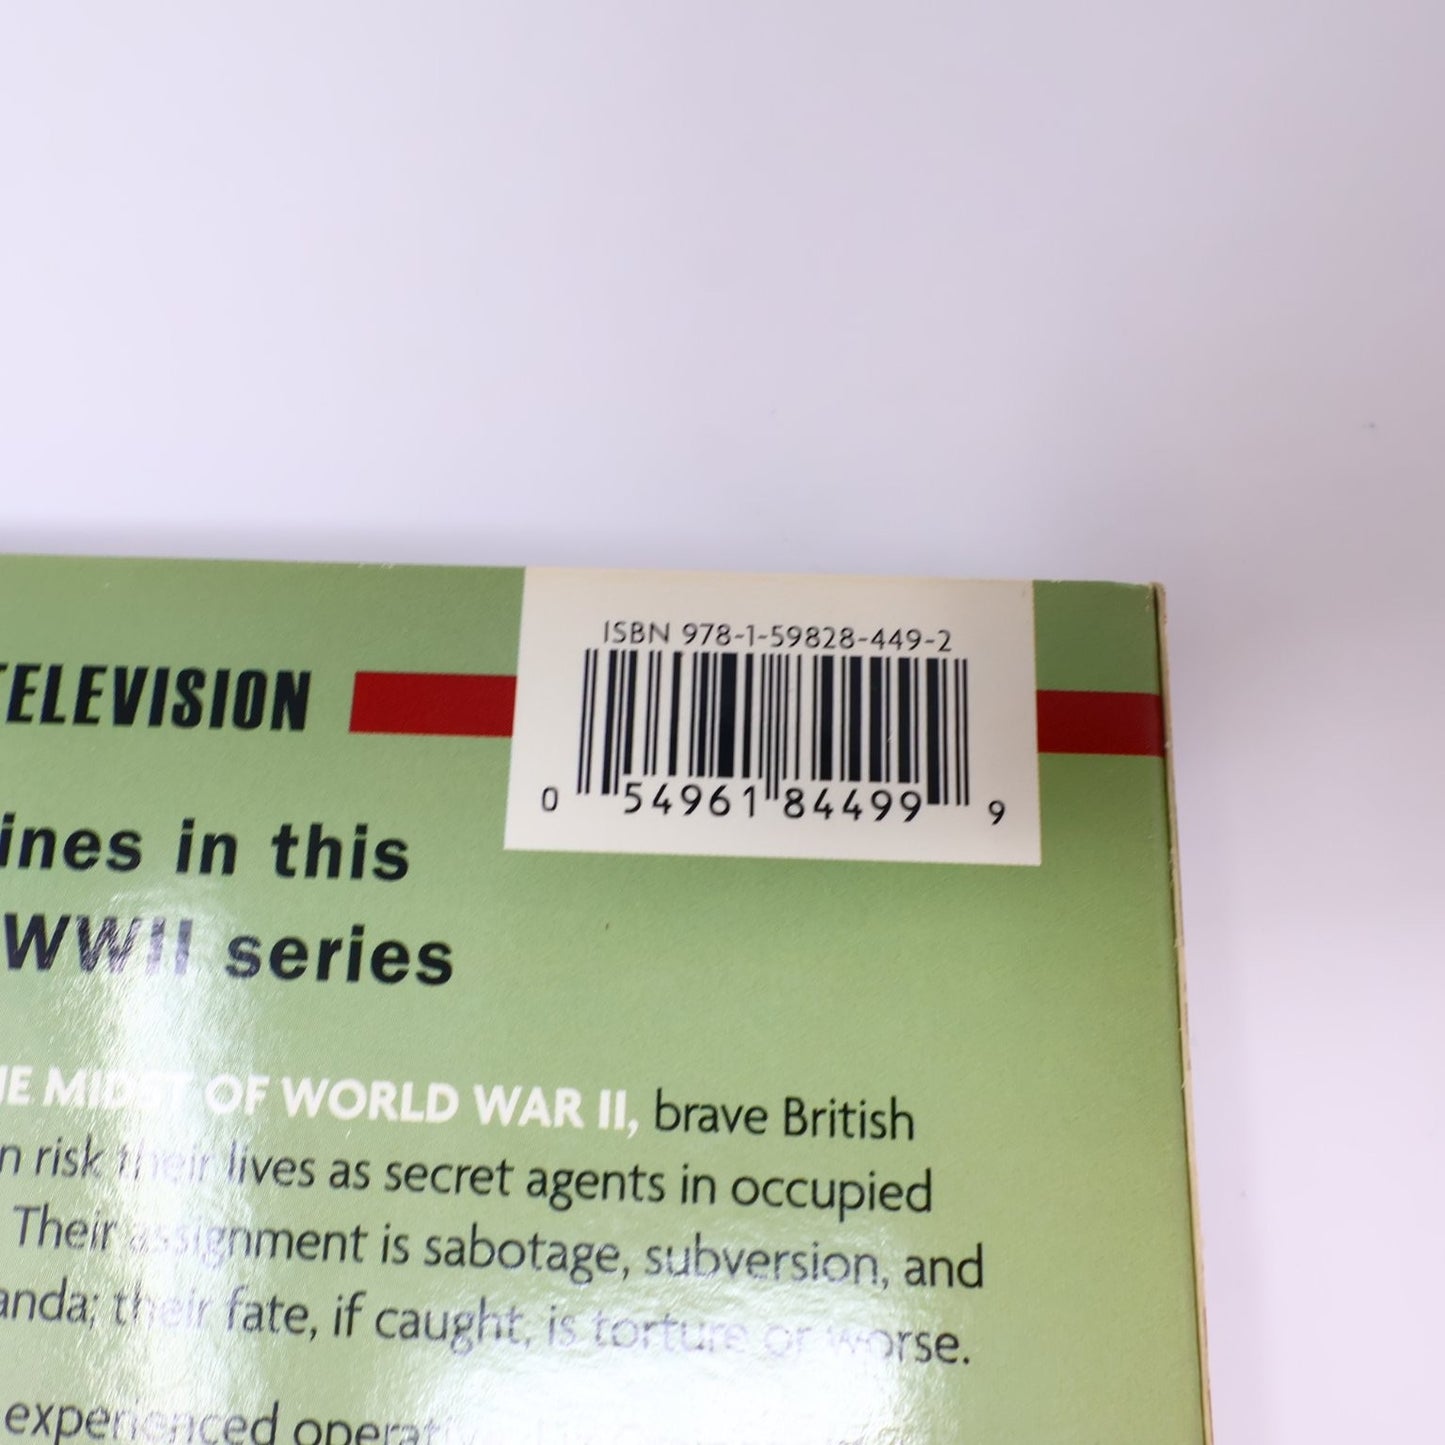 ISBN 978-1-59828-449-2
TELEVISION
0 54961 84499 9
ines in this
WWII series
HE MIDST OF WORLD WAR II, brave British
n risk their lives as secret agents in occupied
Their assignment is sabotage, subversion, and
anda; their fate, if caught, is torture or worse.
experienced